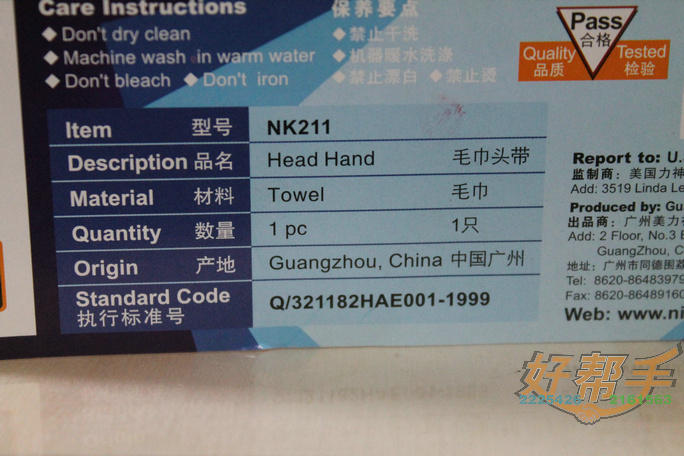 Care Instructions 保养要点
◆ Don't dry clean ◆禁止干洗
◆ Machine wash in warm water ◆机器暖水洗涤
◆ Don't bleach ◆ Don't iron ◆禁止漂白 ◆禁止烫
Pass
合格
Quality Tested
品质 检验
Item 型号 NK211
Description 品名 Head Hand 毛巾头带
Material 材料 Towel 毛巾
Quantity 数量 1 pc 1只
Origin 产地 Guangzhou, China 中国广州
Standard Code
执行标准号 Q/321182HAE001-1999
Report to: U.
监制商：美国力神
Add: 3519 Linda Le
Produced by: Gu
出品商：广州美力
Add: 2 Floor, No.3
GuangZhou, C
地址：广州市同德围荔
Tel: 8620-8648397
Fax: 8620-8648916
Web: www.ni
好帮手